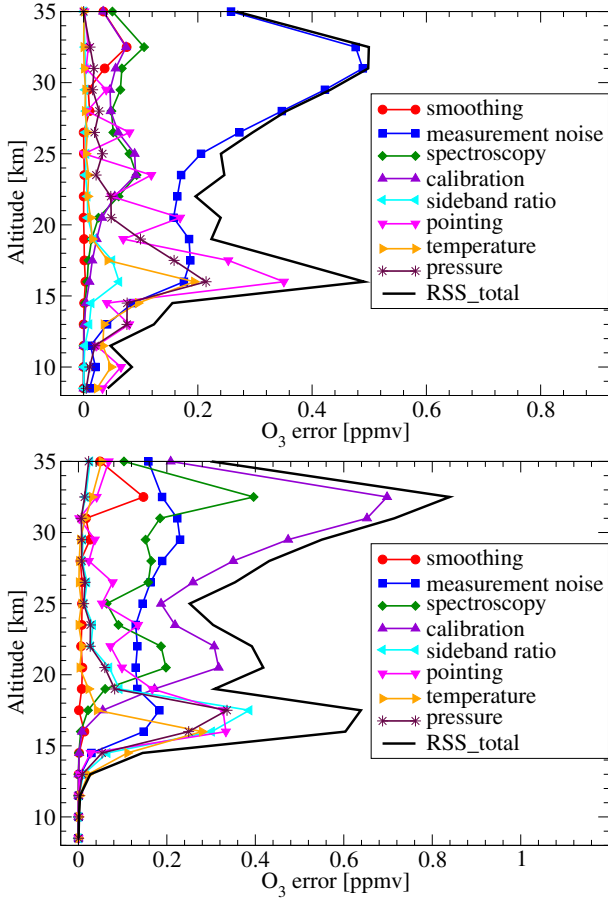 35
31
25
20
15
10
Altitude [km]
0
0.2
0.4
0.6
0.8
O3 error [ppmv]
smoothing
measurement noise
spectroscopy
calibration
sideband ratio
pointing
temperature
pressure
RSS_total
35
30
25
20
15
10
Altitude [km]
0
0.2
0.4
0.6
0.8
1
O3 error [ppmv]
smoothing
measurement noise
spectroscopy
calibration
sideband ratio
pointing
temperature
pressure
RSS_total